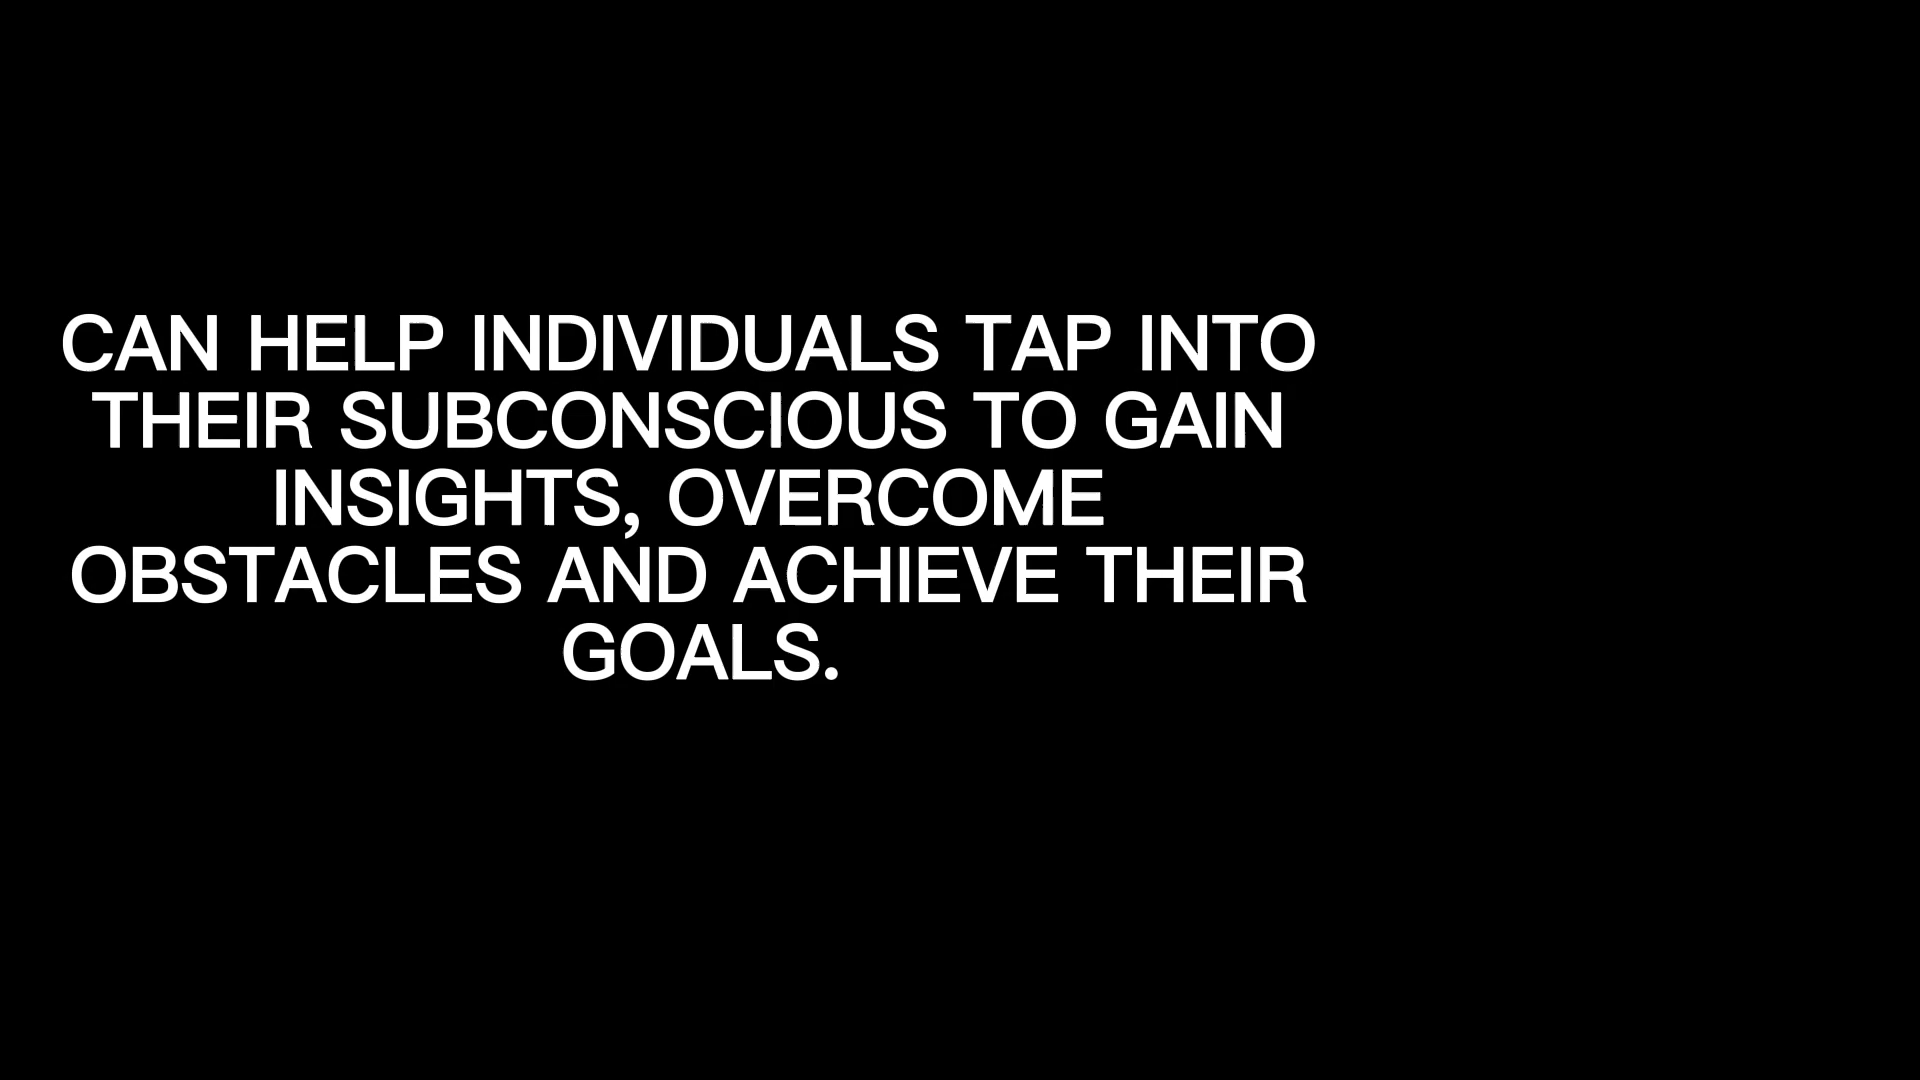 CAN HELP INDIVIDUALS TAP INTO
THEIR SUBCONSCIOUS TO GAIN
INSIGHTS, OVERCOME
OBSTACLES AND ACHIEVE THEIR
GOALS.